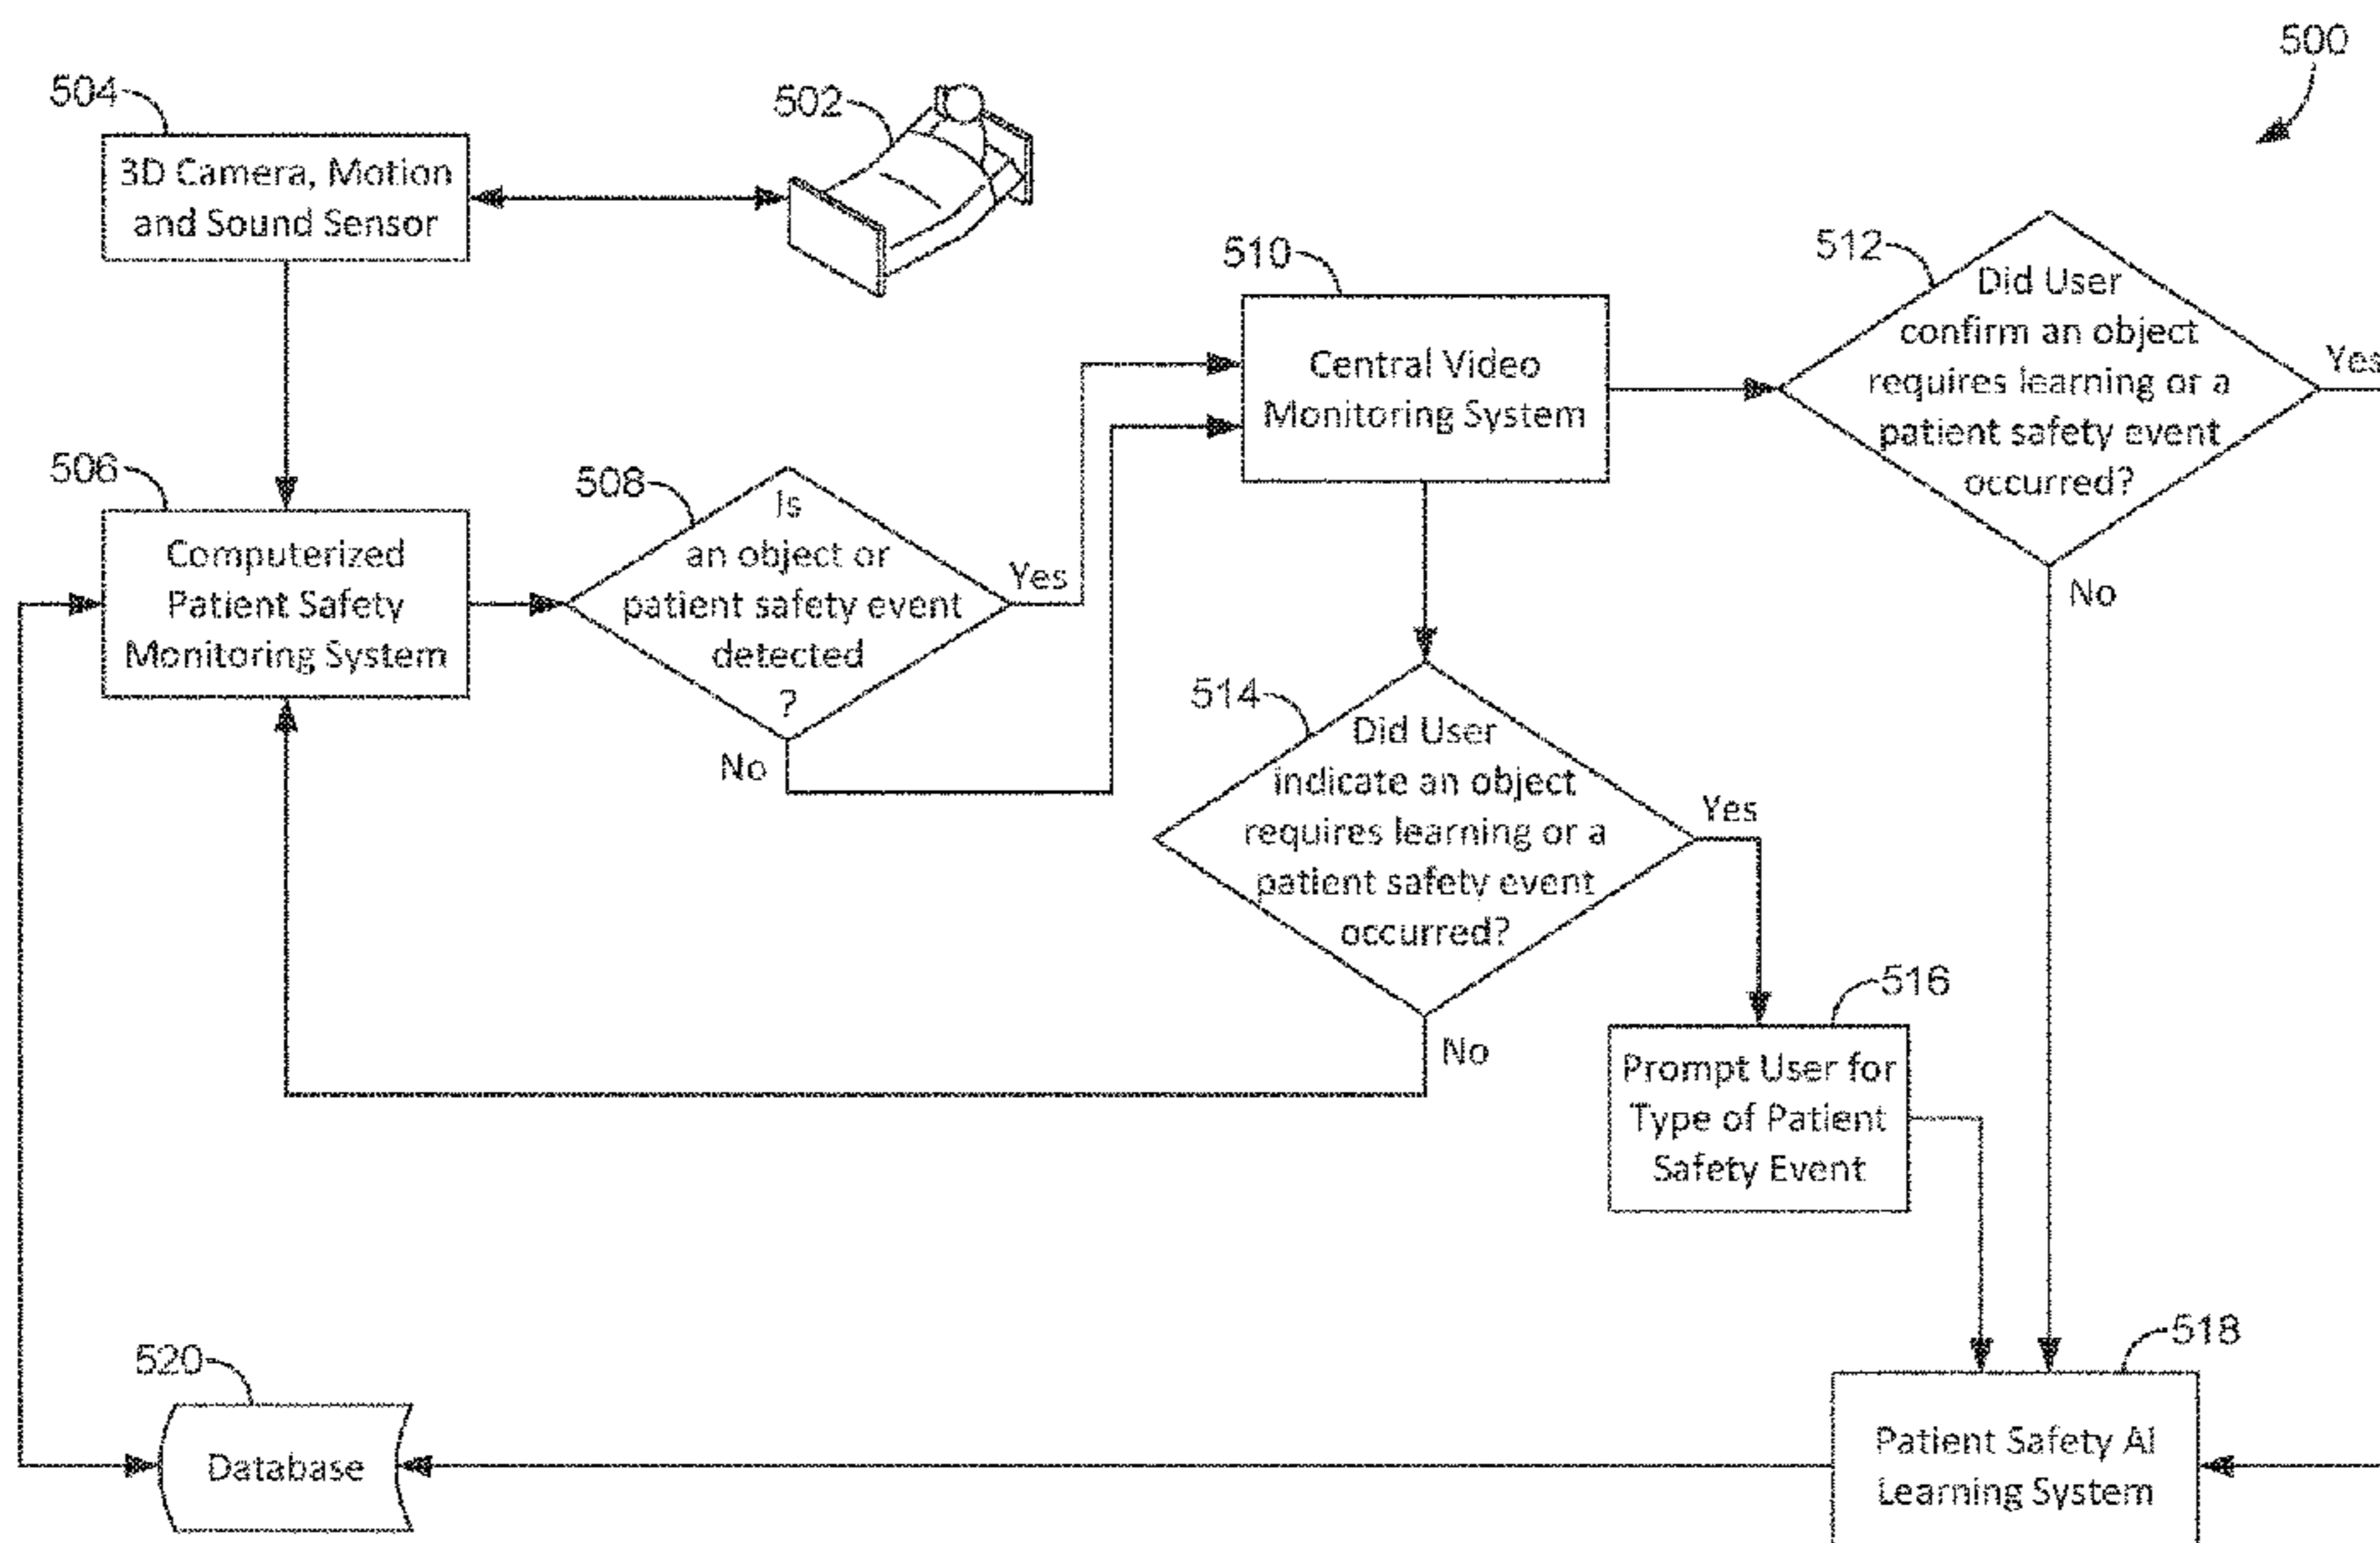 500
504
502
3D Camera, Motion
and Sound Sensor
510
512
Did User
confirm an object
requires learning or a
patient safety event
occurred?
Yes
No
Central Video
Monitoring System
506
Computerized
Patient Safety
Monitoring System
508
Is
an object or
patient safety event
detected
?
Yes
No
514
Did User
indicate an object
requires learning or a
patient safety event
occurred?
Yes
No
516
Prompt User for
Type of Patient
Safety Event
518
Patient Safety AI
Learning System
520
Database